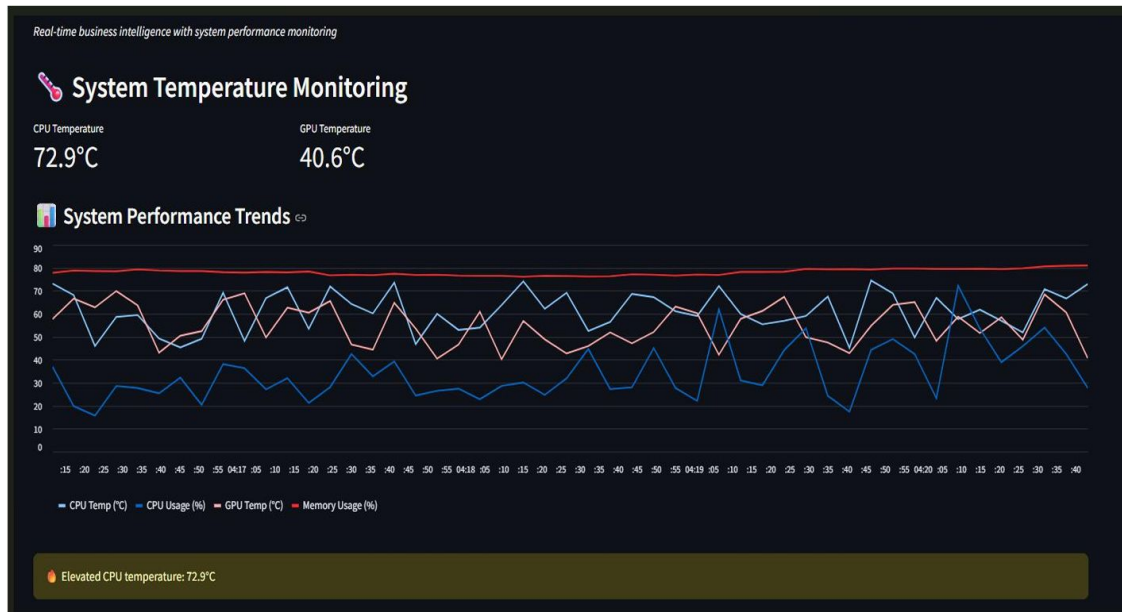 Real-time business intelligence with system performance monitoring
System Temperature Monitoring
CPU Temperature
72.9°C
GPU Temperature
40.6°C
System Performance Trends
90
80
70
60
50
40
30
20
10
0
:15 :20 :25 :30 :35 :40 :45 :50 :55 04:17 :05 :10 :15 :20 :25 :30 :35 :40 :45 :50 :55 04:18 :05 :10 :15 :20 :30 :35 :40 :45 :50 :55 04:19 :05 :10 :15 :20 :25 :30 :35 :40 :45 :50 :55 04:20 :05 :10 :15 :20 :25 :30 :35 :40
CPU Temp (°C) CPU Usage (%) GPU Temp (°C) Memory Usage (%)
Elevated CPU temperature: 72.9°C